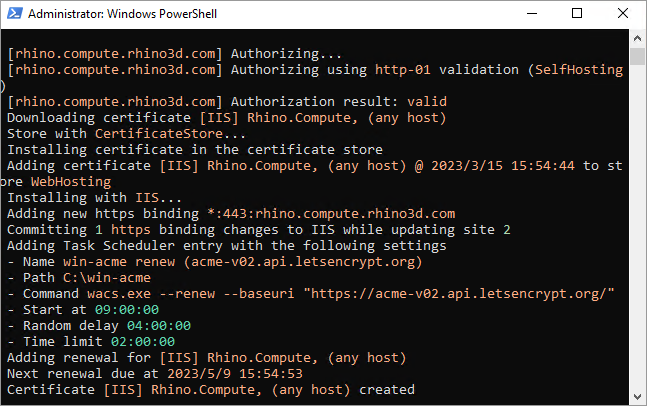 Administrator: Windows PowerShell
[rhino.compute.rhino3d.com] Authorizing...
[rhino.compute.rhino3d.com] Authorizing using http-01 validation (SelfHosting
)
[rhino.compute.rhino3d.com] Authorization result: valid
Downloading certificate [IIS] Rhino.Compute, (any host)
Store with CertificateStore...
Installing certificate in the certificate store
Adding certificate [IIS] Rhino.Compute, (any host) @ 2023/3/15 15:54:44 to st
ore WebHosting
Installing with IIS...
Adding new https binding *:443:rhino.compute.rhino3d.com
Committing 1 https binding changes to IIS while updating site 2
Adding Task Scheduler entry with the following settings
- Name win-acme renew (acme-v02.api.letsencrypt.org)
- Path C:\win-acme
- Command wacs.exe --renew --baseuri "https://acme-v02.api.letsencrypt.org/"
- Start at 09:00:00
- Random delay 04:00:00
- Time limit 02:00:00
Adding renewal for [IIS] Rhino.Compute, (any host)
Next renewal due at 2023/5/9 15:54:53
Certificate [IIS] Rhino.Compute, (any host) created